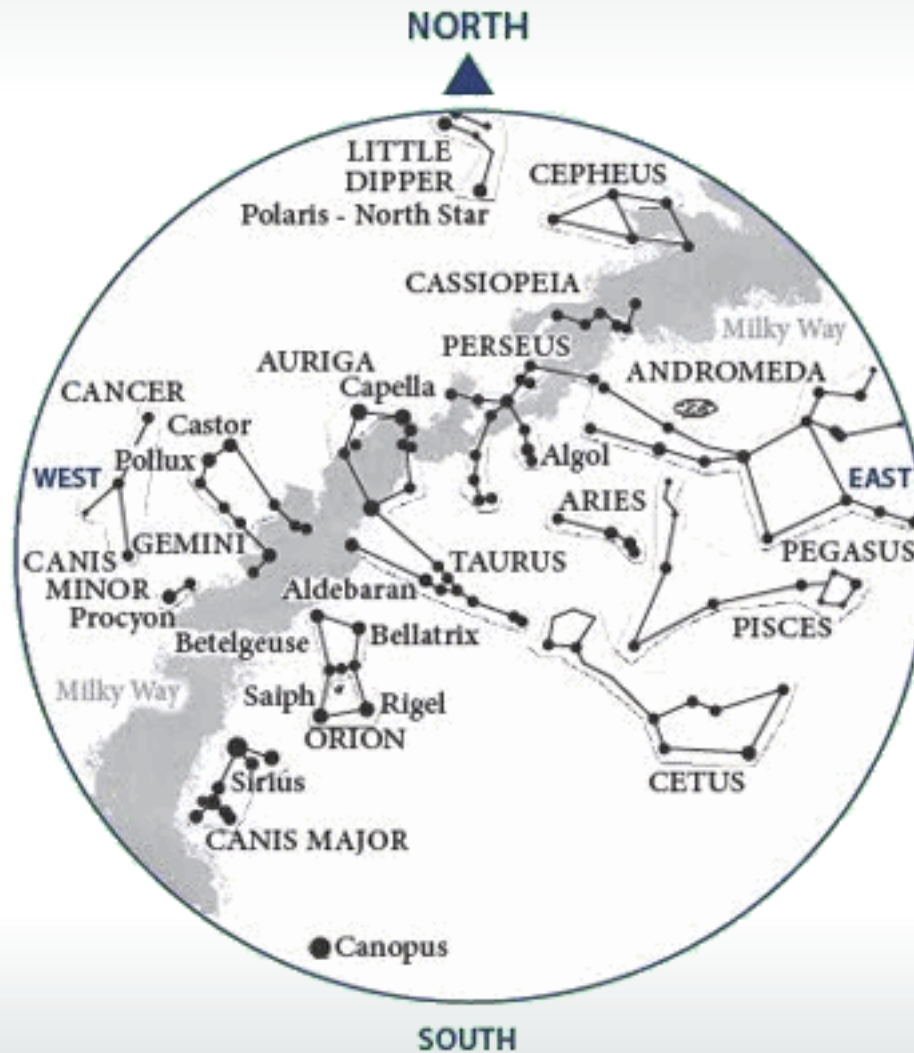 NORTH
LITTLE
DIPPER
Polaris - North Star
CEPHEUS
CASSIOPEIA
Milky Way
PERSEUS
ANDROMEDA
AURIGA
Capella
CANCER
Castor
Pollux
WEST
Algol
EAST
ARIES
GEMINI
CANIS
MINOR
Procyon
TAURUS
Aldebaran
PEGASUS
PISCES
Betelgeuse
Bellatrix
Milky Way
Saiph
Rigel
ORION
Sirius
CETUS
CANIS MAJOR
Canopus
SOUTH